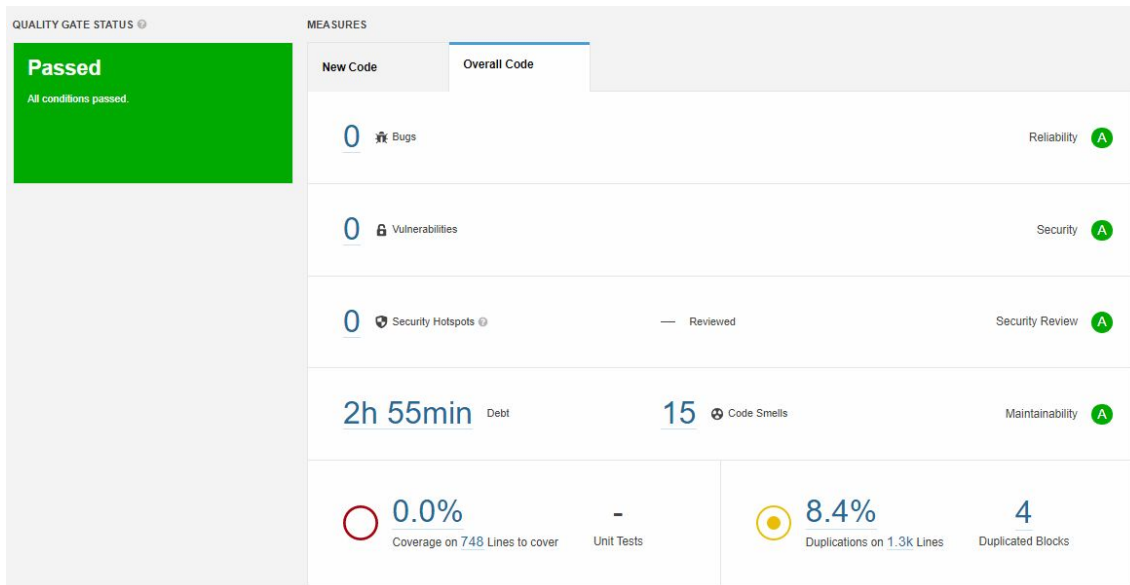 QUALITY GATE STATUS
MEASURES
Passed
All conditions passed.
New Code
Overall Code
0 Bugs
Reliability A
0 Vulnerabilities
Security A
0 Security Hotspots
— Reviewed
Security Review A
2h 55min Debt
15 Code Smells
Maintainability A
0.0%
Coverage on 748 Lines to cover
-
Unit Tests
8.4%
Duplications on 1.3k Lines
4
Duplicated Blocks